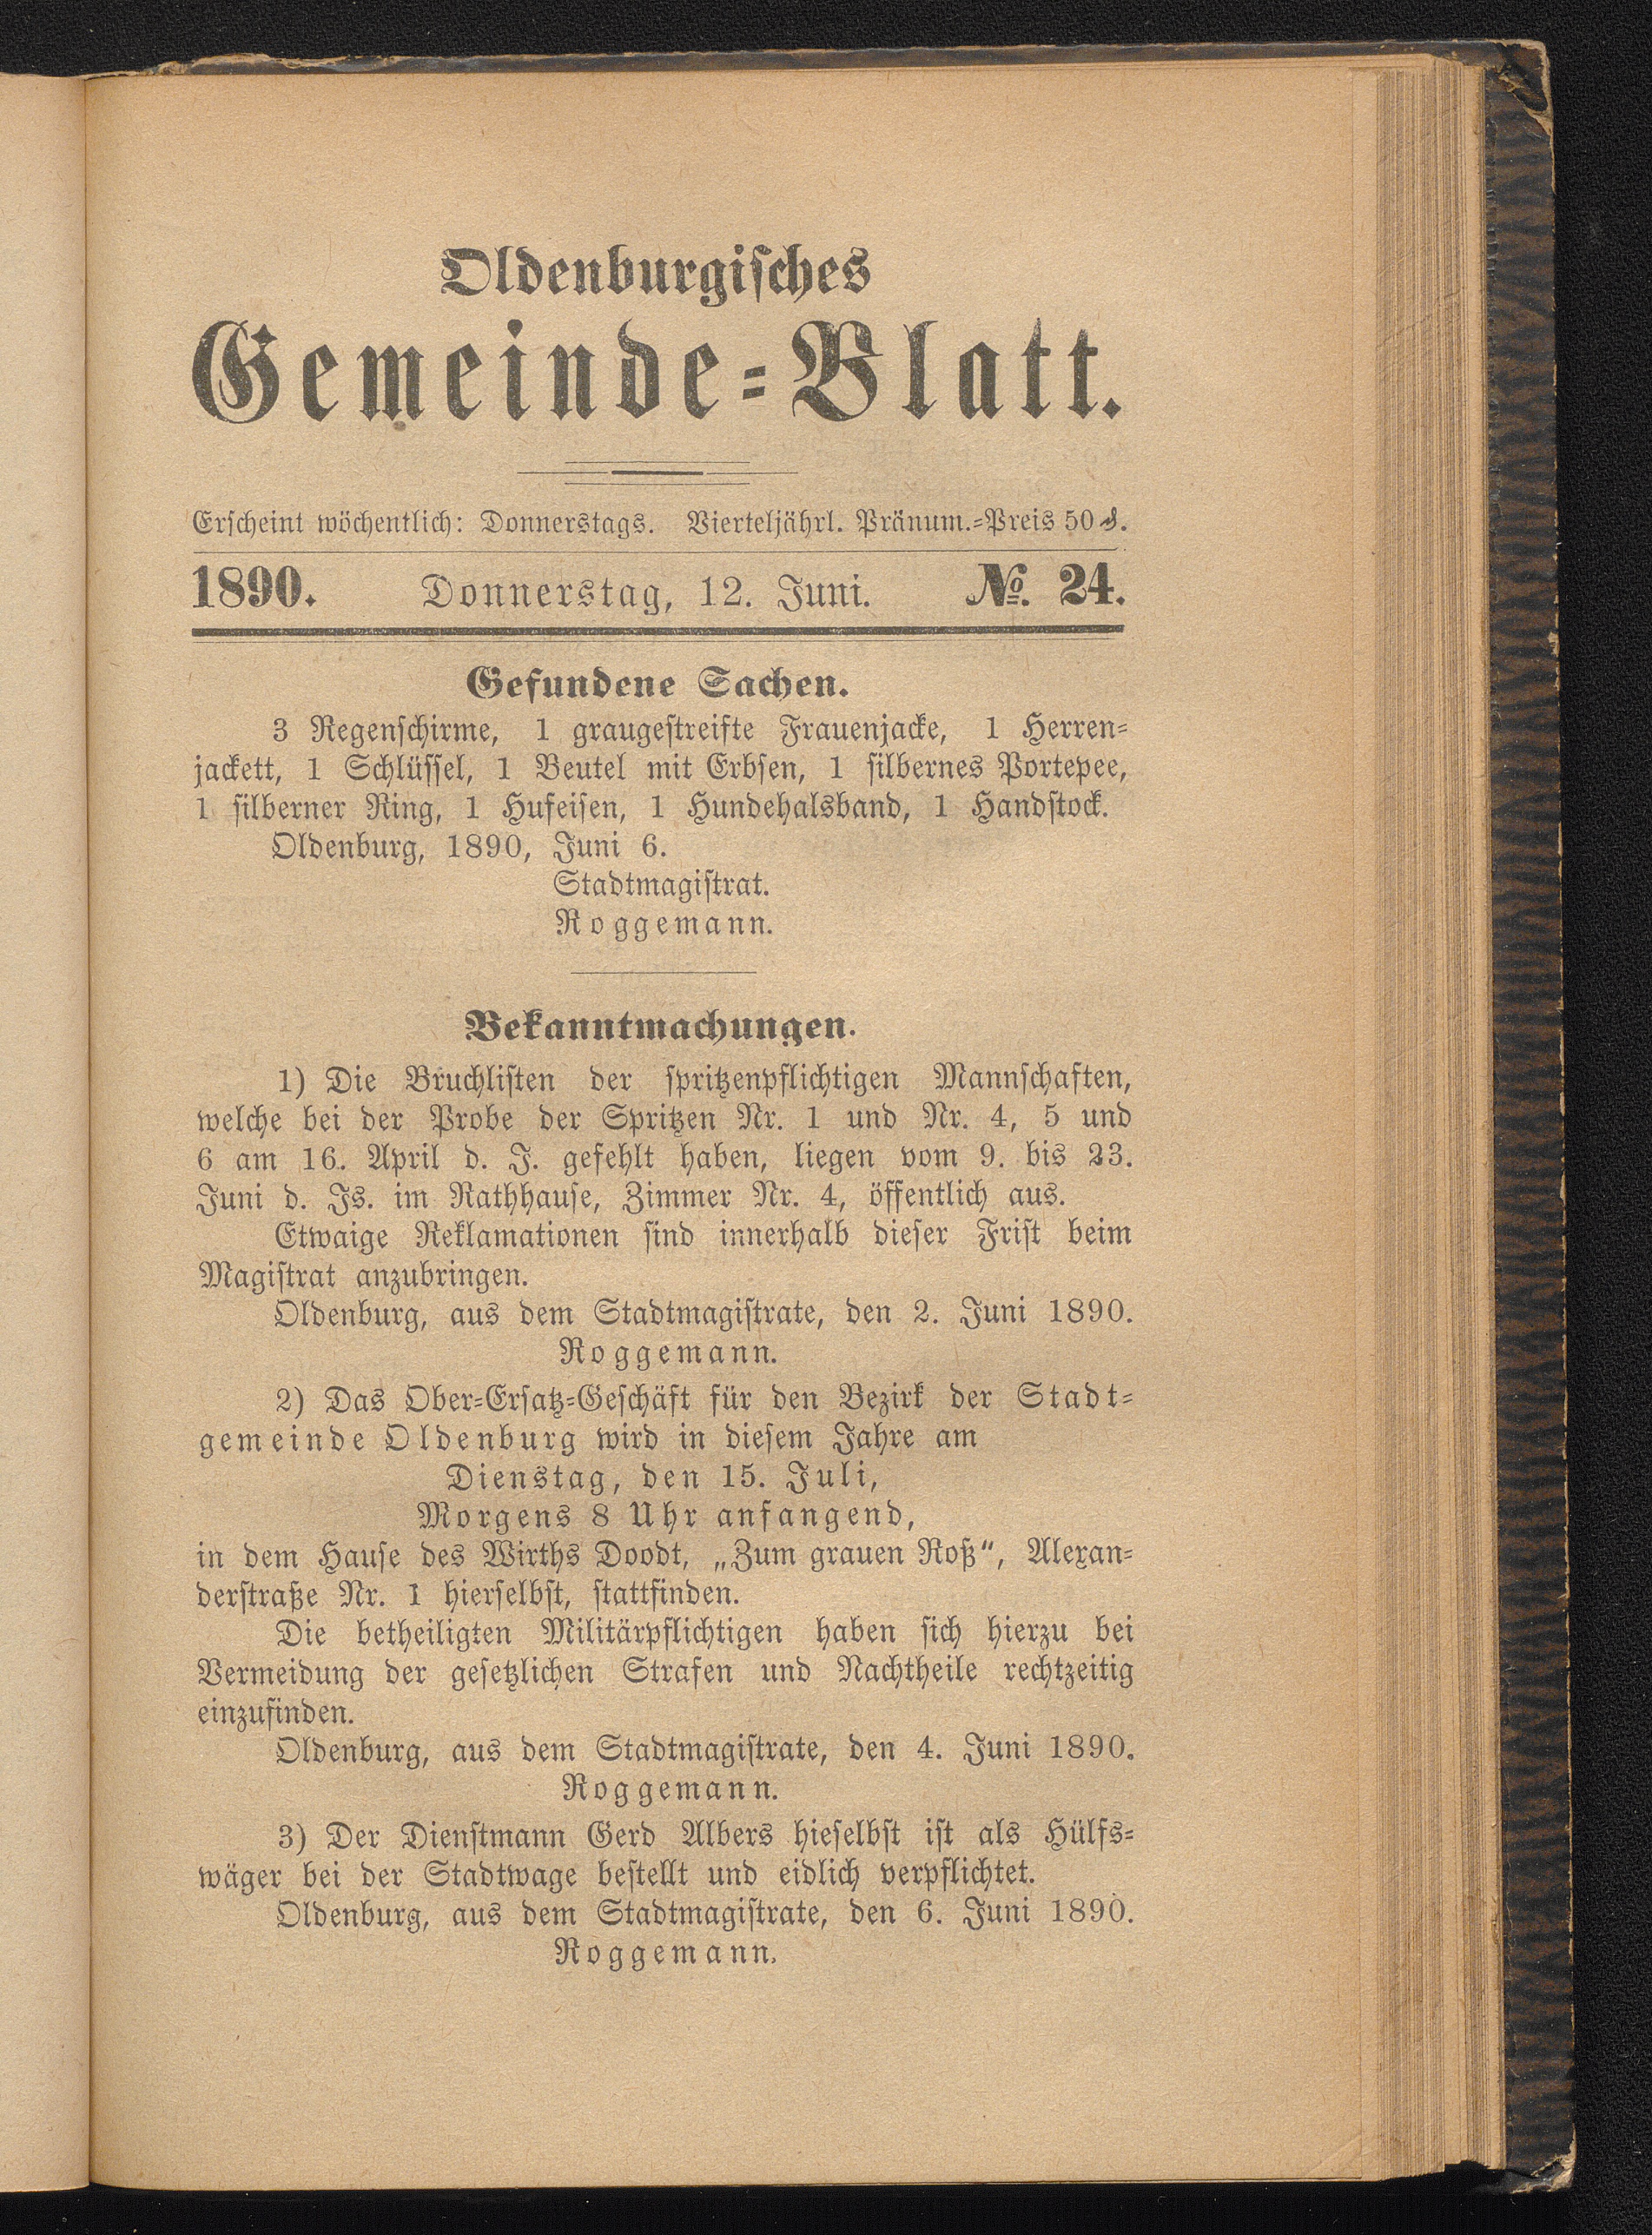 Oldenburgisches
Gemeinde-Blatt.
Erscheint wöchentlich: Donnerstags. Vierteljährl. Pränum.-Preis 50 ₰.
1890. Donnerstag, 12. Juni. №. 24.
Gefundene Sachen.
3 Regenschirme, 1 graugestreifte Frauenjacke, 1 Herren-
jackett, 1 Schlüssel, 1 Beutel mit Erbsen, 1 silbernes Portepee,
1 silberner Ring, 1 Hufeisen, 1 Hundehalsband, 1 Handstock.
Oldenburg, 1890, Juni 6.
Stadtmagistrat.
Roggemann.
Bekanntmachungen.
1) Die Bruchlisten der spritzenpflichtigen Mannschaften,
welche bei der Probe der Spritzen Nr. 1 und Nr. 4, 5 und
6 am 16. April d. J. gefehlt haben, liegen vom 9. bis 23.
Juni d. Js. im Rathhause, Zimmer Nr. 4, öffentlich aus.
Etwaige Reklamationen sind innerhalb dieser Frist beim
Magistrat anzubringen.
Oldenburg, aus dem Stadtmagistrate, den 2. Juni 1890.
Roggemann.
2) Das Ober-Ersatz-Geschäft für den Bezirk der Stadt-
gemeinde Oldenburg wird in diesem Jahre am
Dienstag, den 15. Juli,
Morgens 8 Uhr anfangend,
in dem Hause des Wirths Doodt, „Zum grauen Roß“, Alexan-
derstraße Nr. 1 hierselbst, stattfinden.
Die betheiligten Militärpflichtigen haben sich hierzu bei
Vermeidung der gesetzlichen Strafen und Nachtheile rechtzeitig
einzufinden.
Oldenburg, aus dem Stadtmagistrate, den 4. Juni 1890.
Roggemann.
3) Der Dienstmann Gerd Albers hieselbst ist als Hülfs-
wäger bei der Stadtwage bestellt und eidlich verpflichtet.
Oldenburg, aus dem Stadtmagistrate, den 6. Juni 1890.
Roggemann.